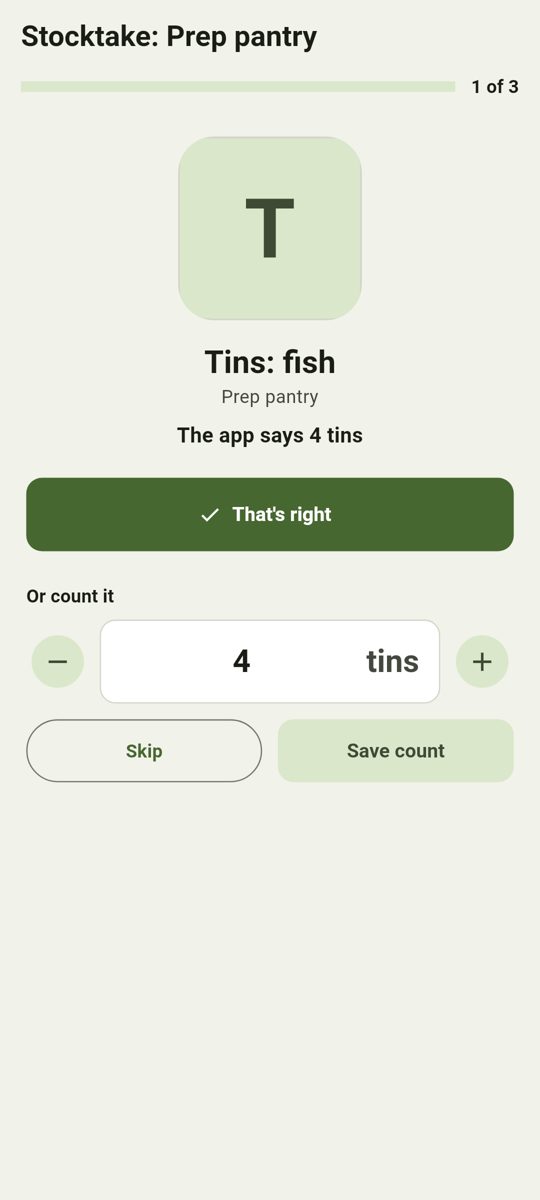 Stocktake: Prep pantry
1 of 3
T
Tins: fish
Prep pantry
The app says 4 tins
That's right
Or count it
4 tins
Skip
Save count